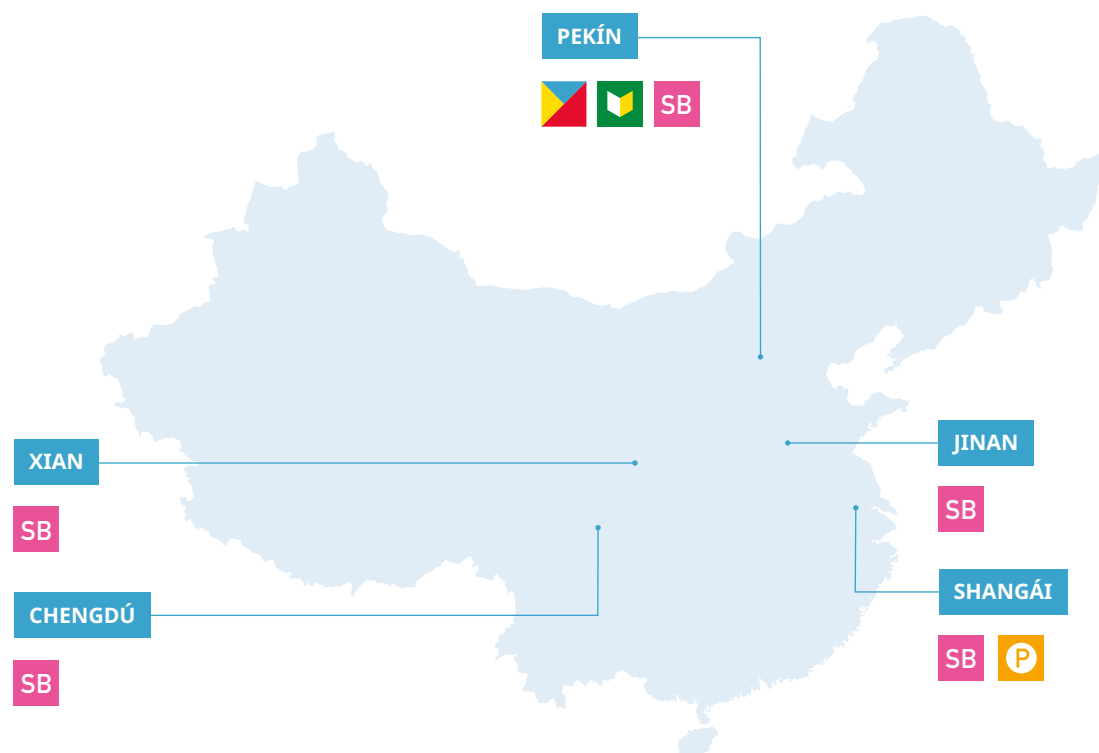 PEKÍN
SB
XIAN
SB
JINAN
SB
CHENGDÚ
SB
SHANGÁI
SB P